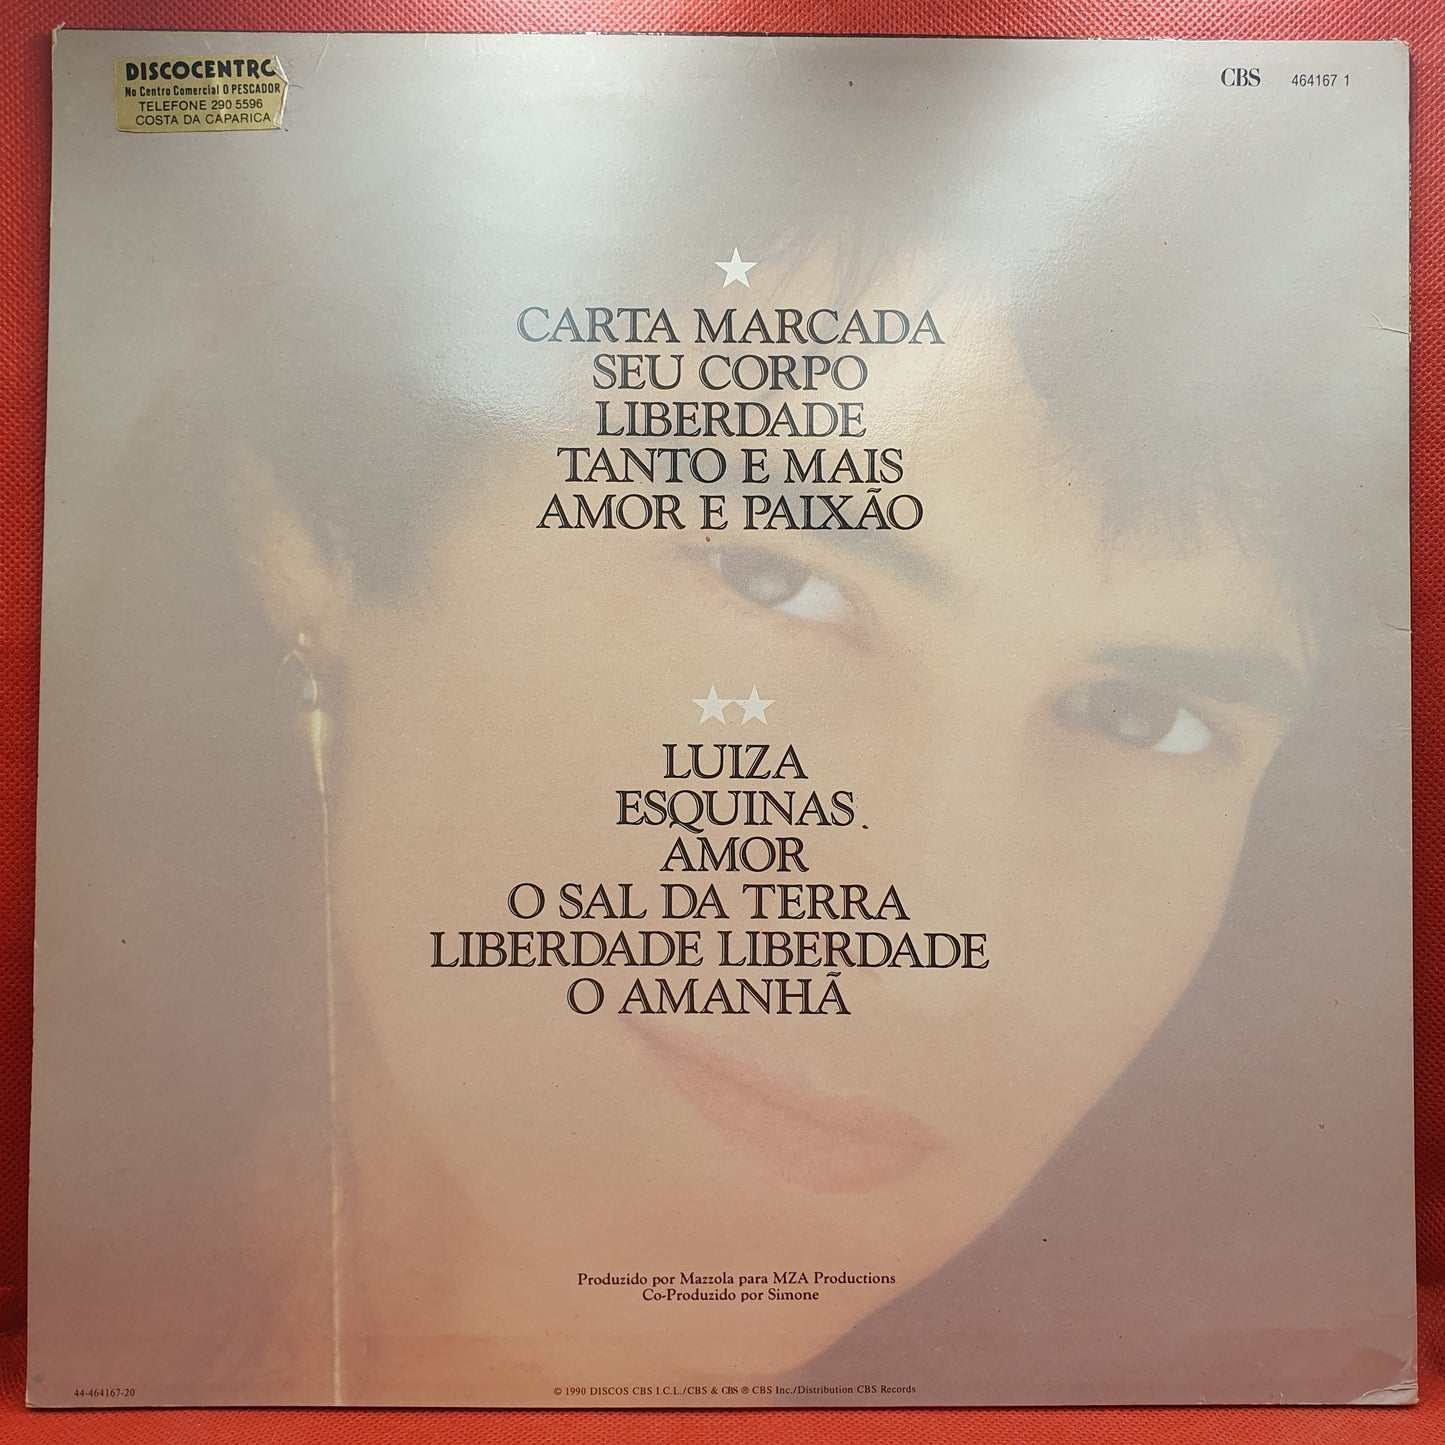 DISCOCENTRO
No Centro Comercial O PESCADOR
TELEFONE 290 5596
COSTA DA CAPARICA
CBS 464167 1
CARTA MARCADA
SEU CORPO
LIBERDADE
TANTO E MAIS
AMOR E PAIXÃO
LUIZA
ESQUINAS
AMOR
O SAL DA TERRA
LIBERDADE LIBERDADE
O AMANHÃ
Produzido por Mazzola para MZA Productions
Co-Produzido por Simone
44-464167-20
© 1990 DISCOS CBS I.C.L./CBS & CBS ® CBS Inc./Distribution CBS Records